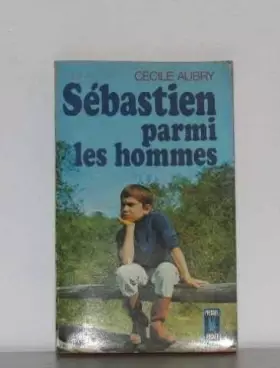 CÉCILE AUBRY
Sébastien
parmi
les hommes